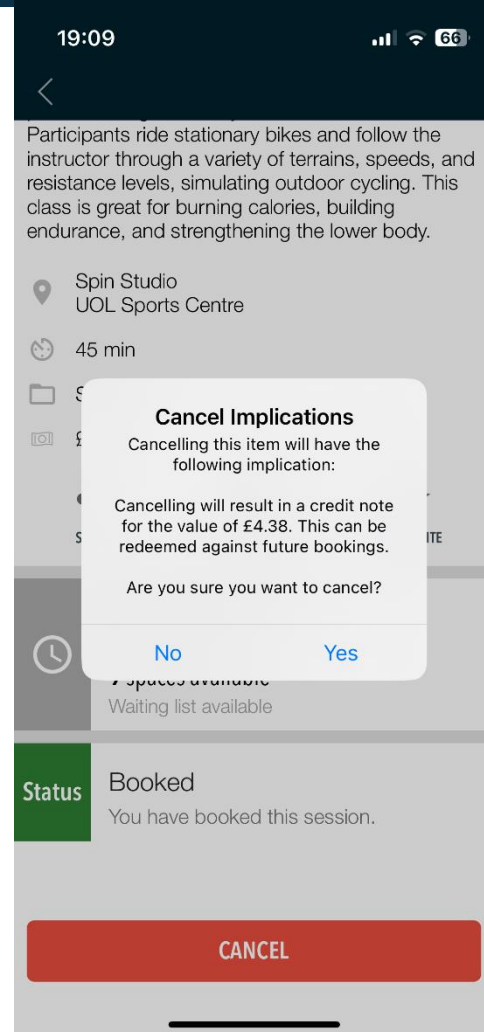 19:09
66
Participants ride stationary bikes and follow the
instructor through a variety of terrains, speeds, and
resistance levels, simulating outdoor cycling. This
class is great for burning calories, building
endurance, and strengthening the lower body.
Spin Studio
UOL Sports Centre
45 min
S
£
Cancel Implications
Cancelling this item will have the
following implication:
Cancelling will result in a credit note
for the value of £4.38. This can be
redeemed against future bookings.
Are you sure you want to cancel?
No
Yes
spaces available
Waiting list available
Status
Booked
You have booked this session.
CANCEL